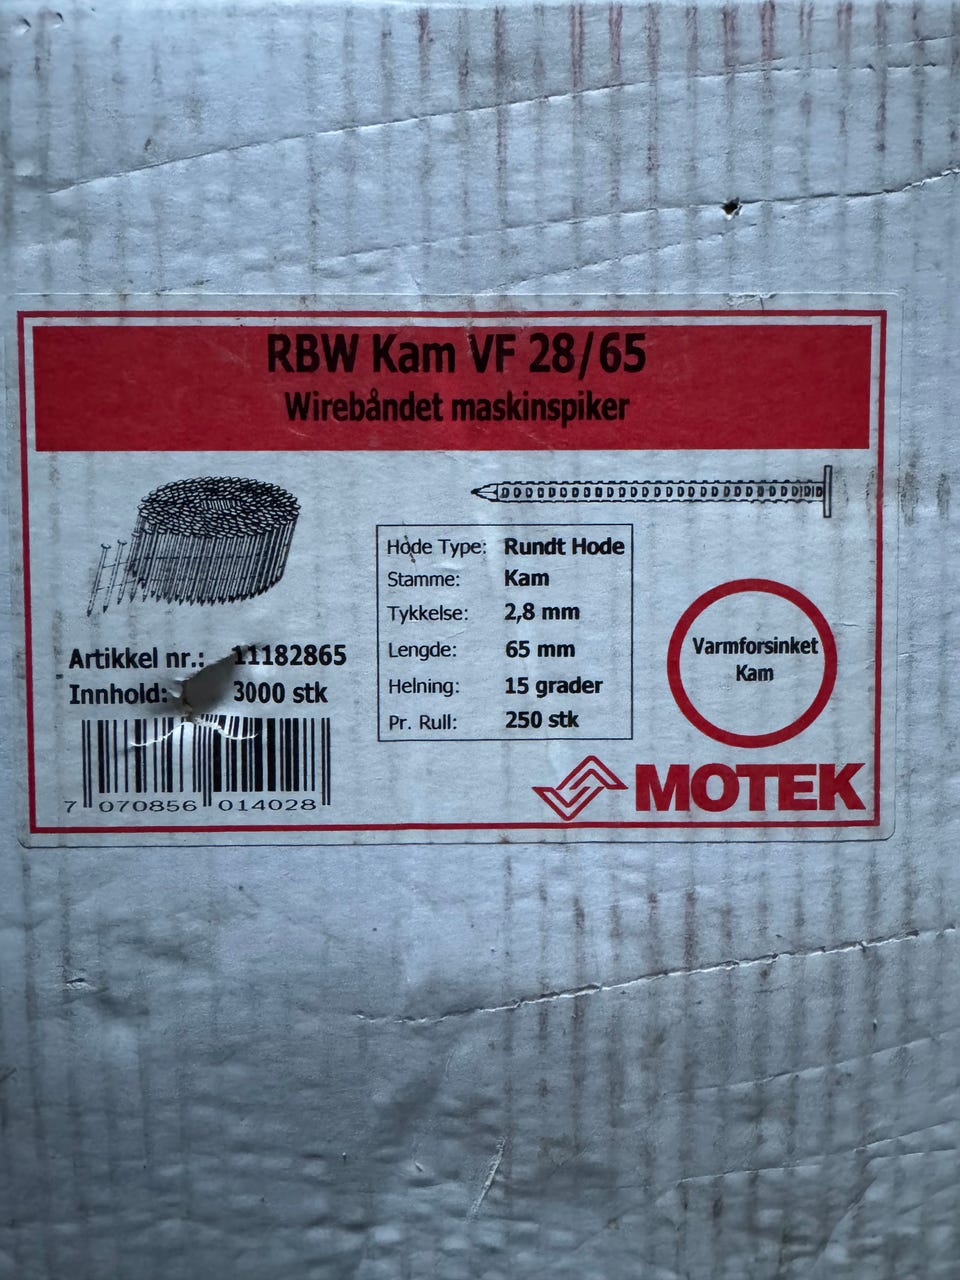 RBW Kam VF 28/65
Wirebåndet maskinspiker
Hode Type: Rundt Hode
Stamme: Kam
Tykkelse: 2,8 mm
Lengde: 65 mm
Helning: 15 grader
Pr. Rull: 250 stk
Varmforsinket
Kam
Artikkel nr.: 11182865
Innhold: 3000 stk
7 070856 014028
MOTEK